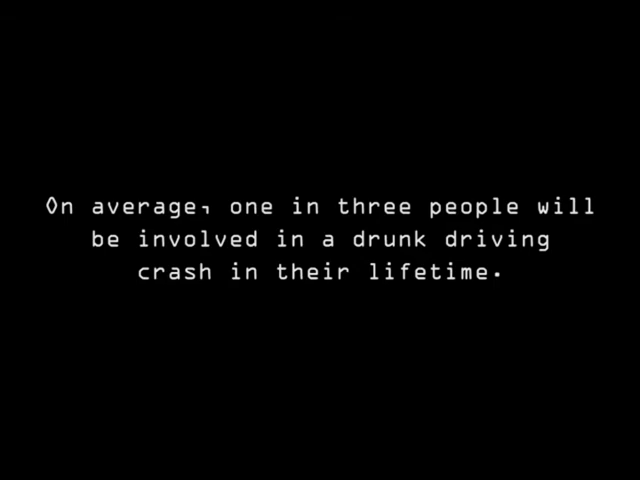 On average, one in three people will
be involved in a drunk driving
crash in their lifetime.